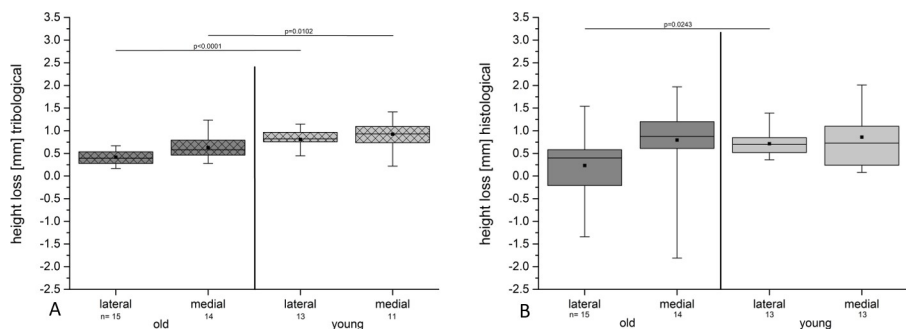 height loss [mm] tribological
3.5
3.0
2.5
2.0
1.5
1.0
0.5
0.0
-0.5
-1.0
-1.5
-2.0
-2.5
p=0.0102
p<0.0001
A
lateral medial lateral medial
n= 15 14 13 11
old young
height loss [mm] histological
3.5
3.0
2.5
2.0
1.5
1.0
0.5
0.0
-0.5
-1.0
-1.5
-2.0
-2.5
p=0.0243
B
lateral medial lateral medial
n= 15 14 13 13
old young